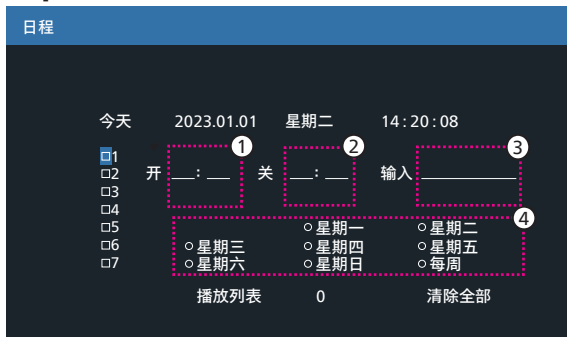 日程
今天 2023.01.01 星期二 14:20:08
1 2 3
□1
□2 开 __:__ 关 __:__ 输入 ________
□3
□4
4
□5 ○星期一 ○星期二
□6 ○星期三 ○星期四 ○星期五
□7 ○星期六 ○星期日 ○每周
播放列表 0 清除全部